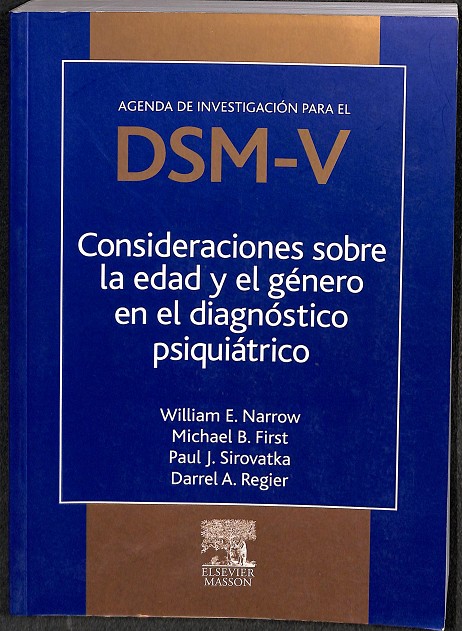 AGENDA DE INVESTIGACIÓN PARA EL
DSM-V
Consideraciones sobre
la edad y el género
en el diagnóstico
psiquiátrico
William E. Narrow
Michael B. First
Paul J. Sirovatka
Darrel A. Regier
ELSEVIER
MASSON